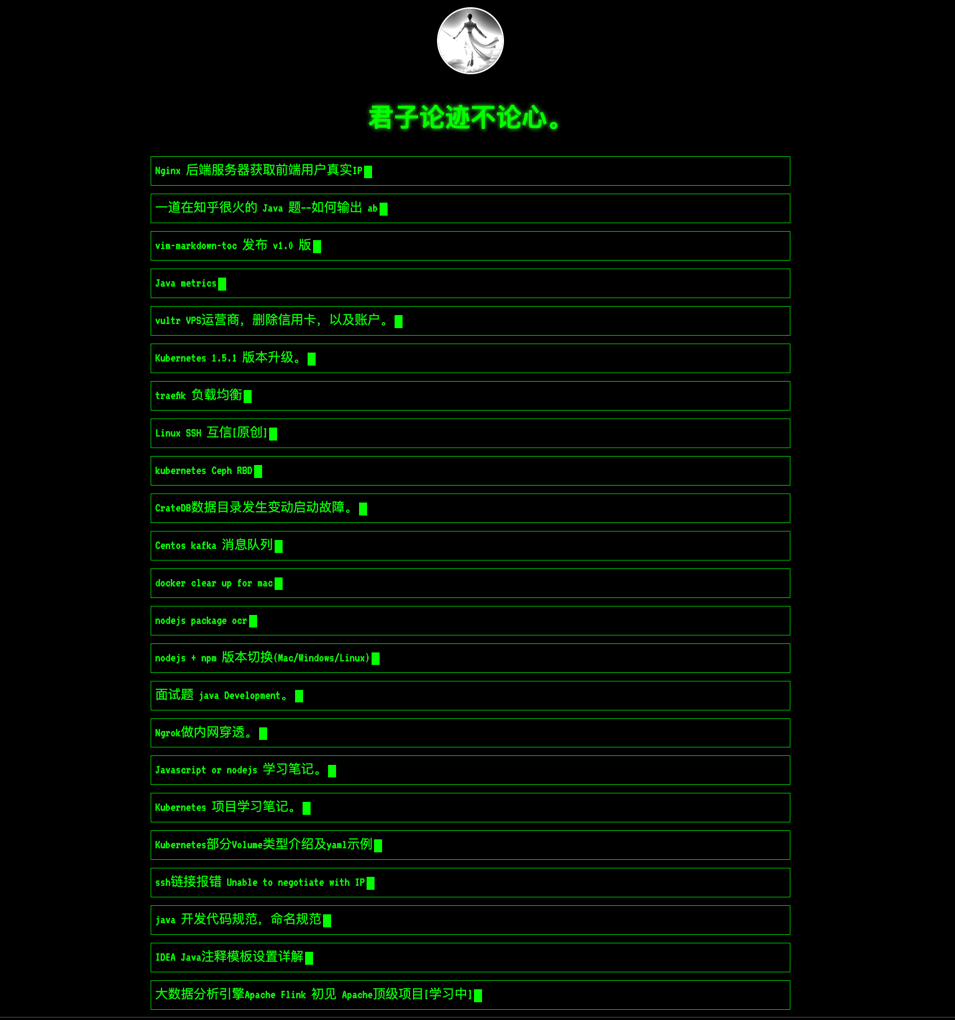 君子论迹不论心。
Nginx 后端服务器获取前端用户真实IP
一道在知乎很火的 Java 题--如何输出 ab
vim-markdown-toc 发布 v1.0 版
Java metrics
vultr VPS运营商, 删除信用卡, 以及账户。
Kubernetes 1.5.1 版本升级。
traefik 负载均衡
Linux SSH 互信[原创]
kubernetes Ceph RBD
CrateDB数据目录发生变动启动故障。
Centos kafka 消息队列
docker clear up for mac
nodejs package ocr
nodejs + npm 版本切换(Mac/Windows/Linux)
面试题 java Development。
Ngrok做内网穿透。
Javascript or nodejs 学习笔记。
Kubernetes 项目学习笔记。
Kubernetes部分Volume类型介绍及yaml示例
ssh链接报错 Unable to negotiate with IP
java 开发代码规范, 命名规范
IDEA Java注释模板设置详解
大数据分析引擎Apache Flink 初见 Apache顶级项目[学习中]